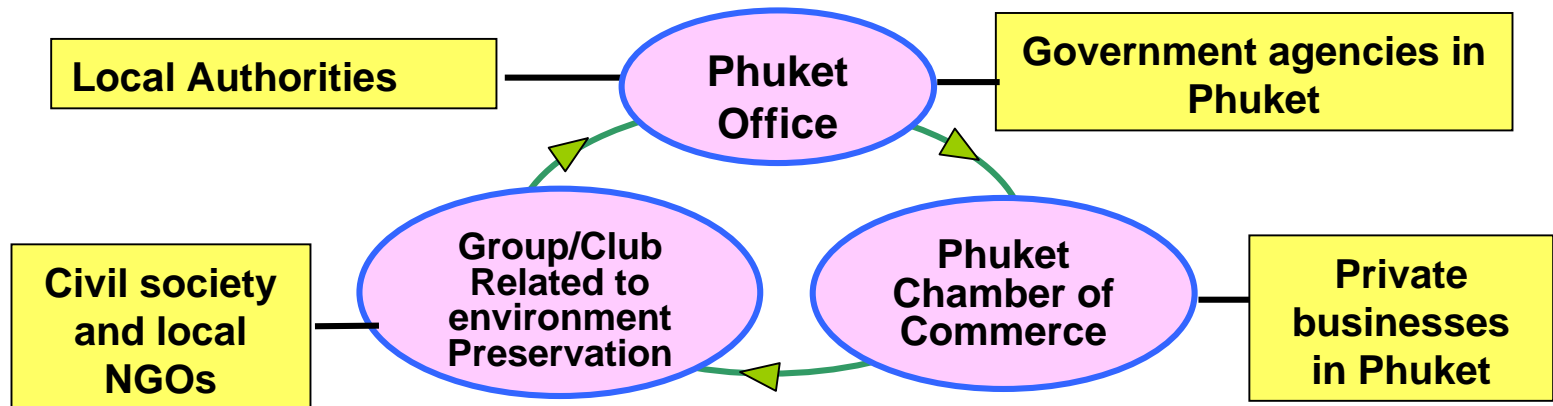 Local Authorities
Phuket
Office
Government agencies in
Phuket
Civil society
and local
NGOs
Group/Club
Related to
environment
Preservation
Phuket
Chamber of
Commerce
Private
businesses
in Phuket